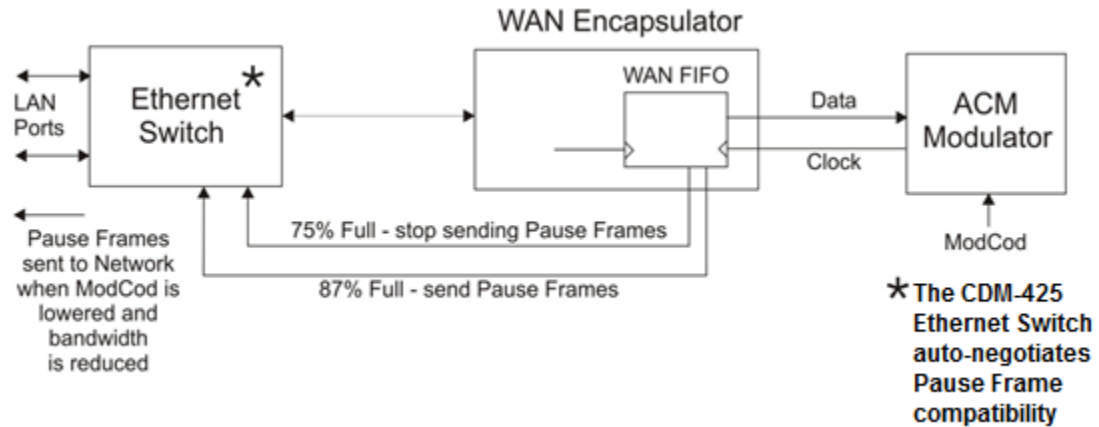 WAN Encapsulator
WAN FIFO
Ethernet*
Switch
LAN
Ports
Data
Clock
ACM
Modulator
ModCod
75% Full - stop sending Pause Frames
87% Full - send Pause Frames
Pause Frames
sent to Network
when ModCod is
lowered and
bandwidth
is reduced
* The CDM-425
Ethernet Switch
auto-negotiates
Pause Frame
compatibility